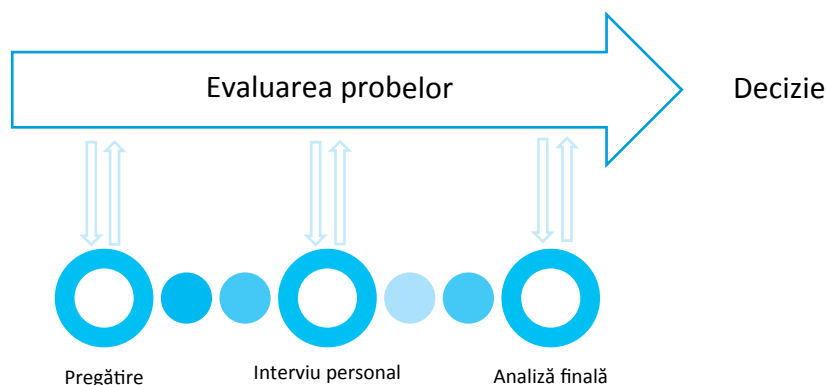 Evaluarea probelor
Decizie
Pregătire
Interviu personal
Analiză finală